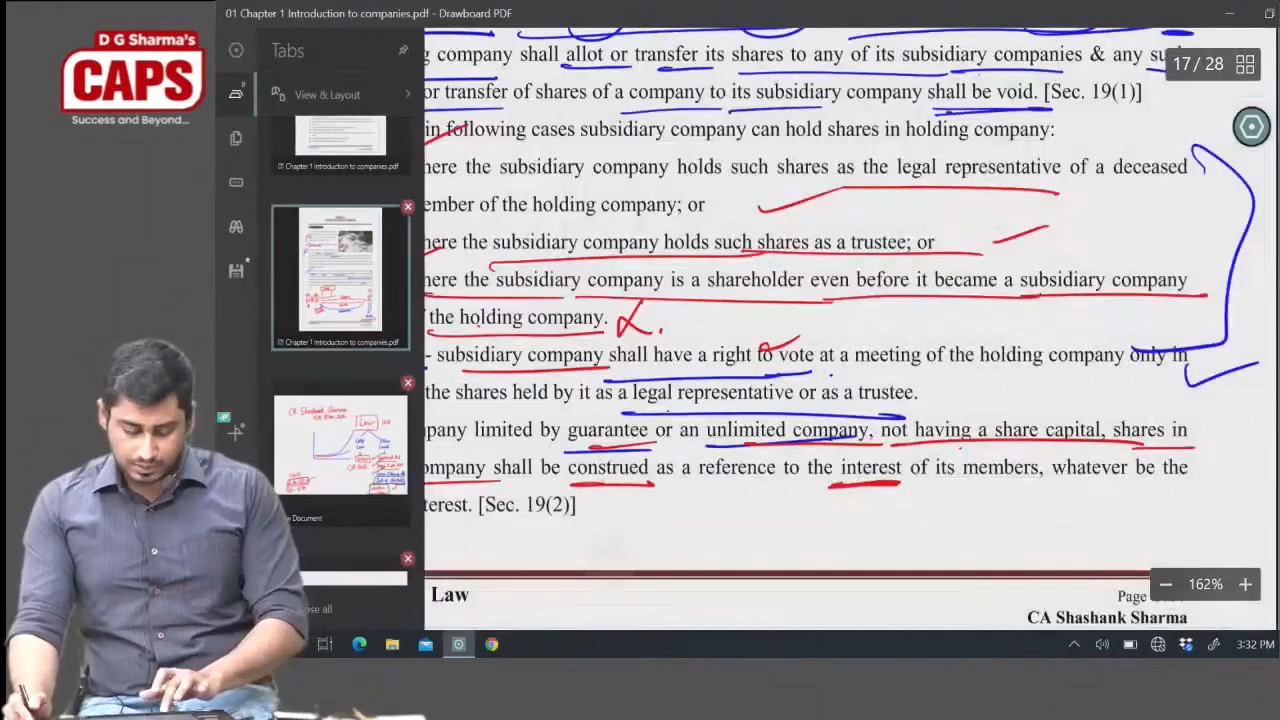 01 Chapter 1 Introduction to companies.pdf - Drawboard PDF
D G SHARMA's
CAPS
Success and Beyond...
Tabs
View & Layout
01 Chapter 1 Introduction to companies.pdf
01 Chapter 1 Introduction to companies.pdf
CA Shashank Sharma
Law
w Document
ose all
17 / 28
g company shall allot or transfer its shares to any of its subsidiary companies & any such
or transfer of shares of a company to its subsidiary company shall be void. [Sec. 19(1)]
in following cases subsidiary company can hold shares in holding company:
here the subsidiary company holds such shares as the legal representative of a deceased
ember of the holding company; or
here the subsidiary company holds such shares as a trustee; or
here the subsidiary company is a shareholder even before it became a subsidiary company
f the holding company.
- subsidiary company shall have a right to vote at a meeting of the holding company only in
the shares held by it as a legal representative or as a trustee.
mpany limited by guarantee or an unlimited company, not having a share capital, shares in
ompany shall be construed as a reference to the interest of its members, whatever be the
terest. [Sec. 19(2)]
Law
Page
CA Shashank Sharma
162%
3:32 PM